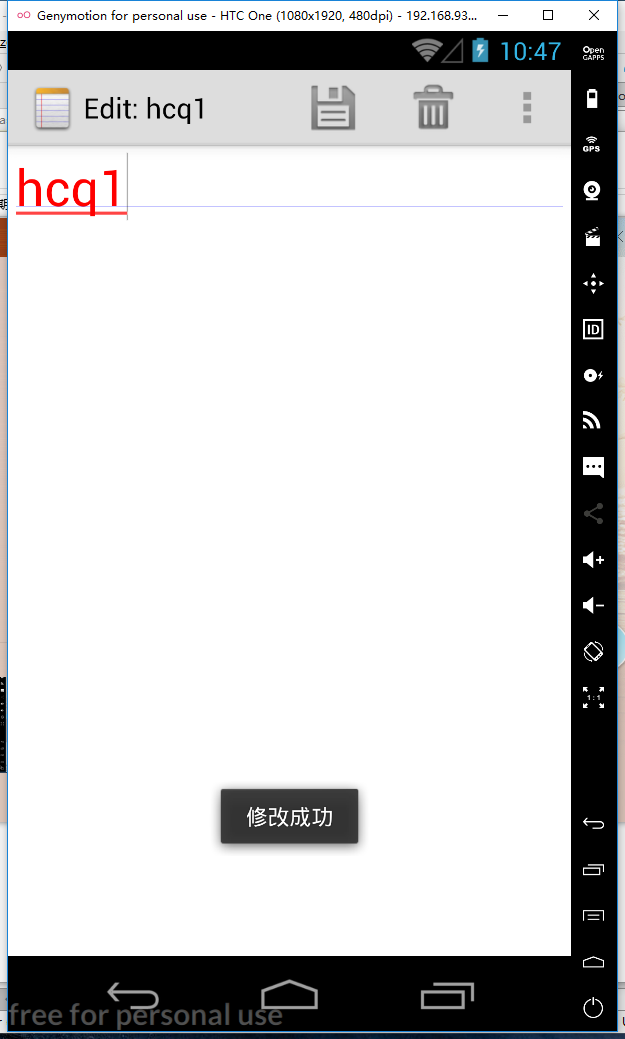 Genymotion for personal use - HTC One (1080x1920, 480dpi) - 192.168.93...
10:47
Open
GAPPS
Edit: hcq1
GPS
hcq1
ID
1:1
修改成功
free for personal use